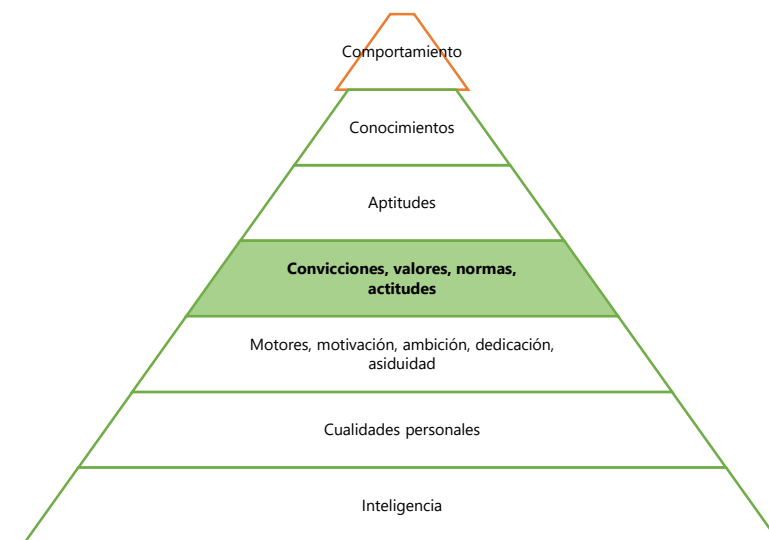 Comportamiento
Conocimientos
Aptitudes
Convicciones, valores, normas,
actitudes
Motores, motivación, ambición, dedicación,
asiduidad
Cualidades personales
Inteligencia